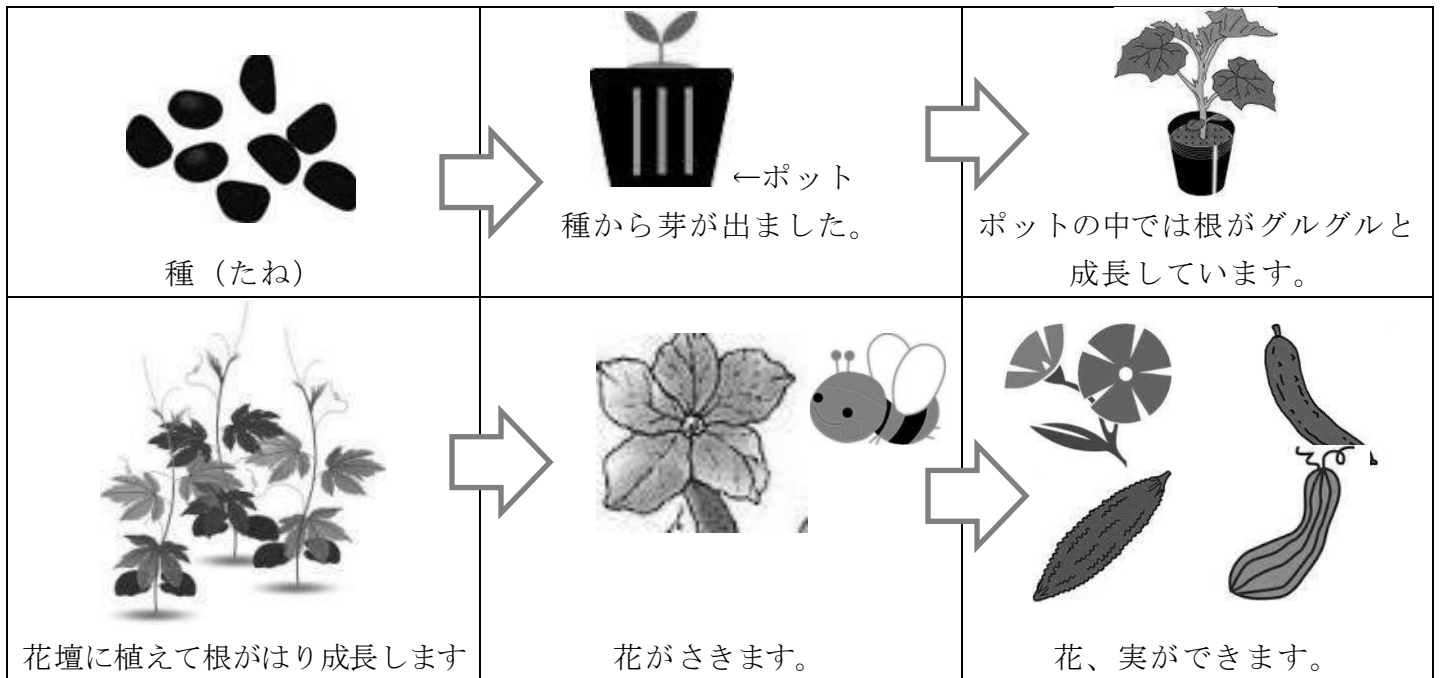 種（たね）
←ポット
種から芽が出ました。
ポットの中では根がグルグルと
成長しています。
花壇に植えて根がはり成長します
花がさきます。
花、実ができます。